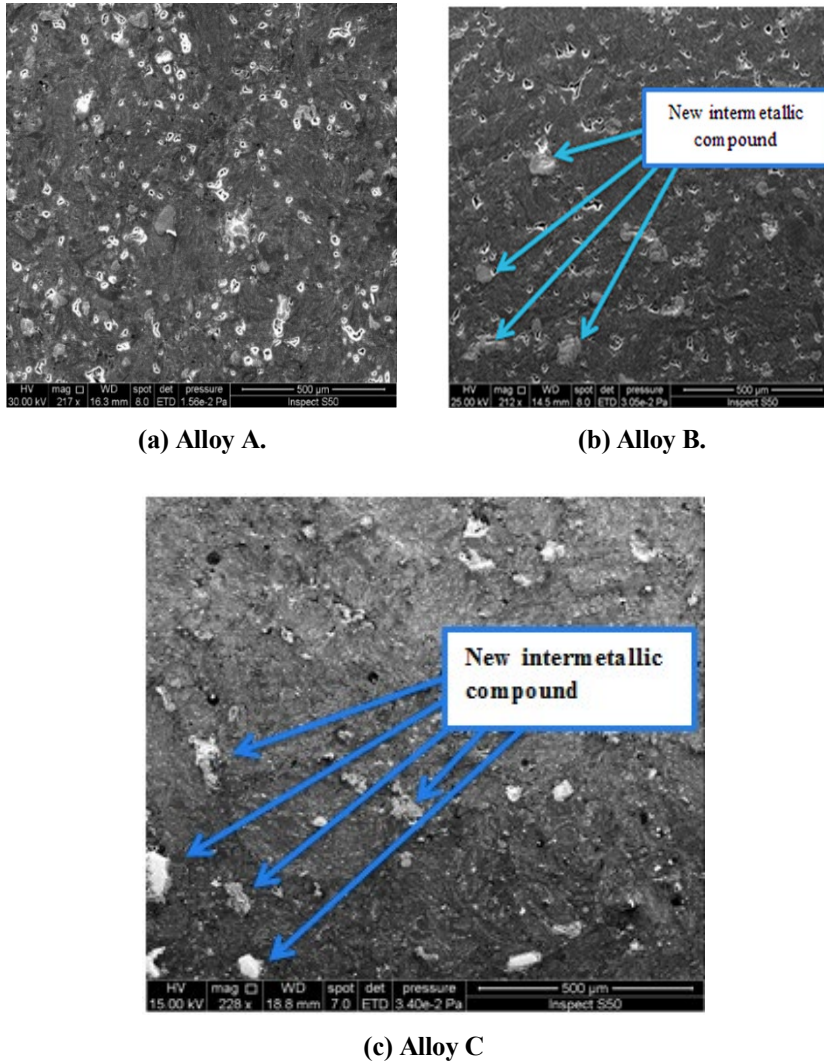 New intermetallic
compound
HV mag □ WD spot det pressure 500 µm
30.00 kV 217 x 16.3 mm 8.0 ETD 1.56e-2 Pa Inspect S50
HV mag □ WD spot det pressure 500 µm
25.00 kV 212 x 14.5 mm 8.0 ETD 3.05e-2 Pa Inspect S50
(a) Alloy A.
(b) Alloy B.
New intermetallic
compound
HV mag □ WD spot det pressure 500 µm
15.00 kV 228 x 18.8 mm 7.0 ETD 3.40e-2 Pa Inspect S50
(c) Alloy C